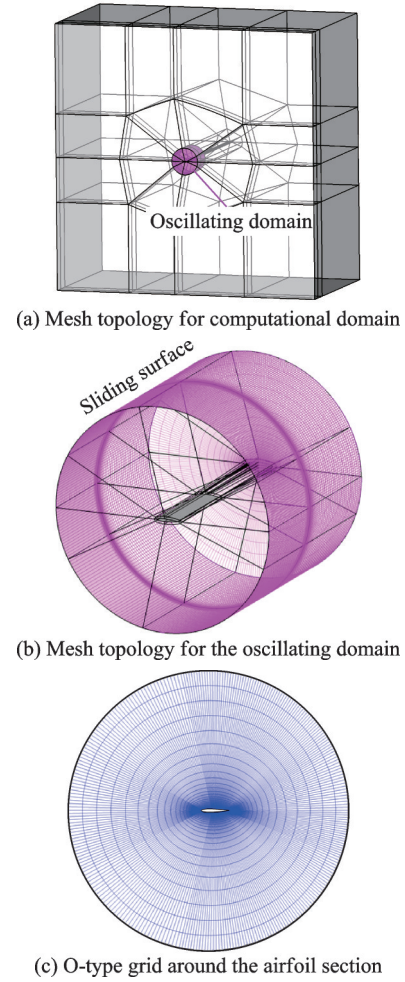 Oscillating domain
(a) Mesh topology for computational domain
Sliding surface
(b) Mesh topology for the oscillating domain
(c) O-type grid around the airfoil section